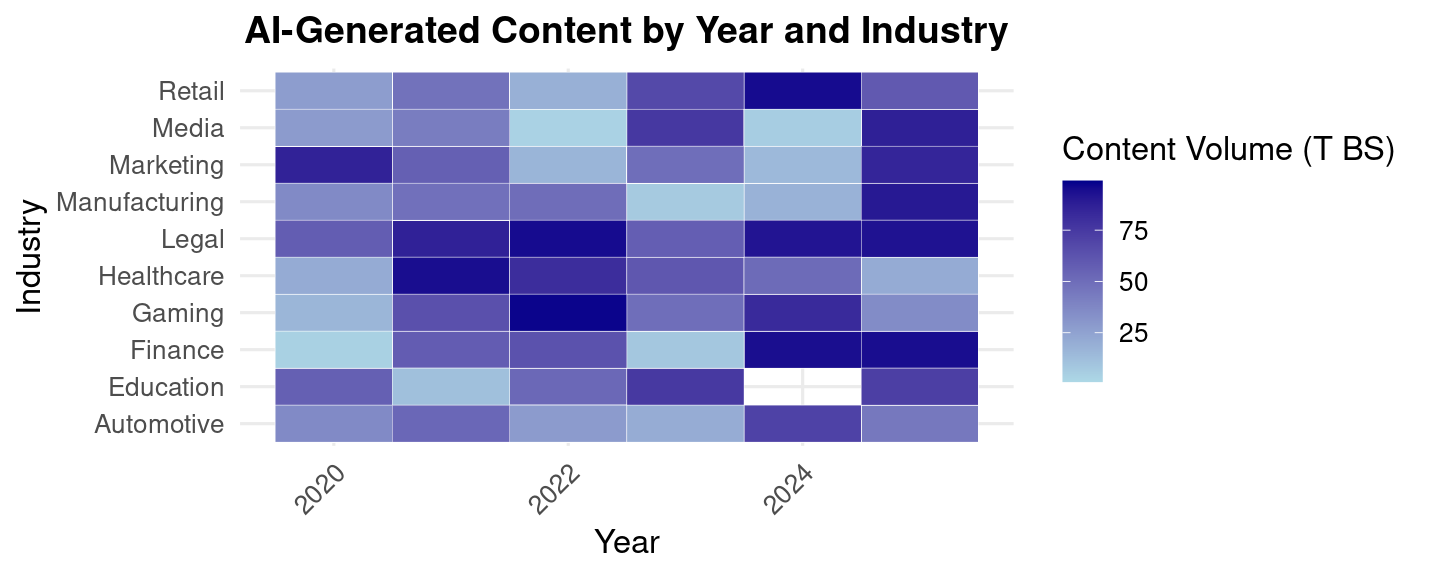 AI-Generated Content by Year and Industry
Retail
Media
Marketing
Manufacturing
Legal
Healthcare
Gaming
Finance
Education
Automotive
Industry
2020
2022
2024
Year
Content Volume (T BS)
75
50
25